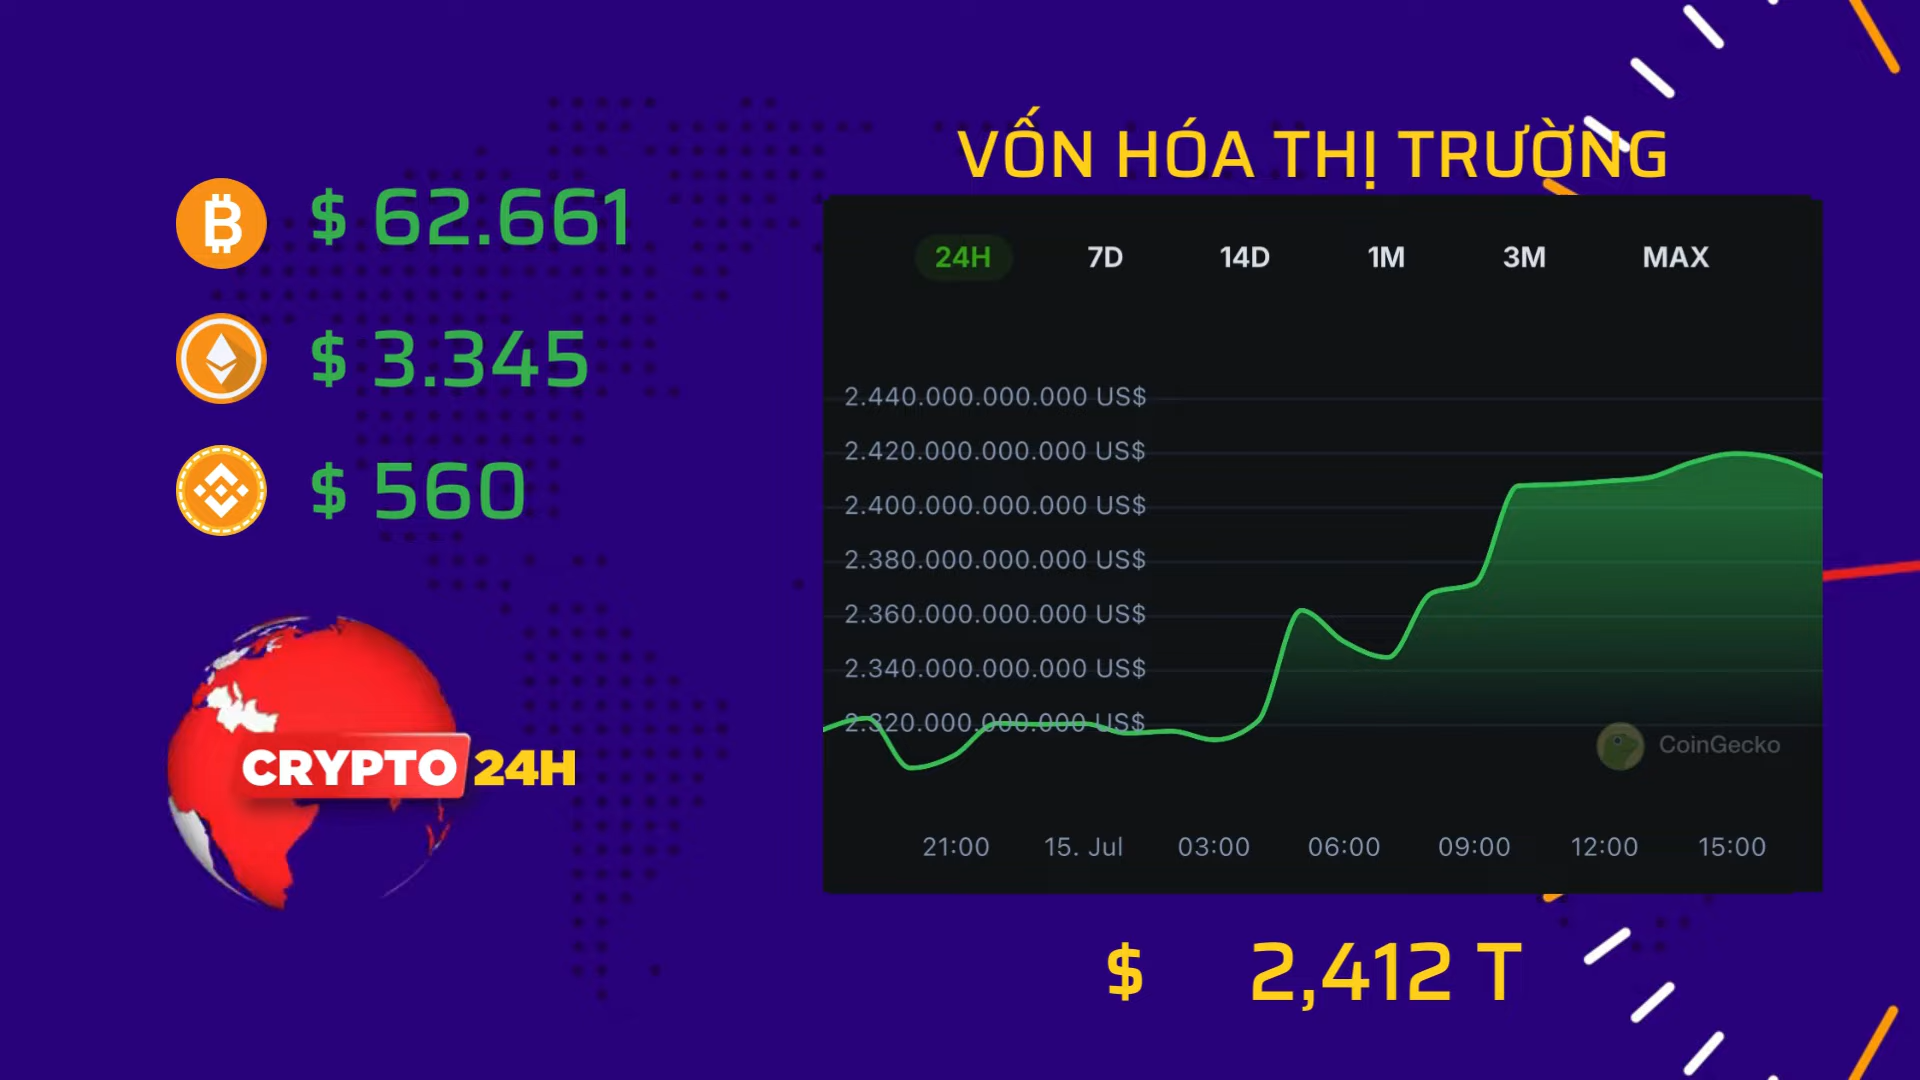 $ 62.661
$ 3.345
$ 560
CRYPTO 24H
VỐN HÓA THỊ TRƯỜNG
24H 7D 14D 1M 3M MAX
2.440.000.000.000 US$
2.420.000.000.000 US$
2.400.000.000.000 US$
2.380.000.000.000 US$
2.360.000.000.000 US$
2.340.000.000.000 US$
2.320.000.000.000 US$
CoinGecko
21:00 15. Jul 03:00 06:00 09:00 12:00 15:00
$ 2,412 T